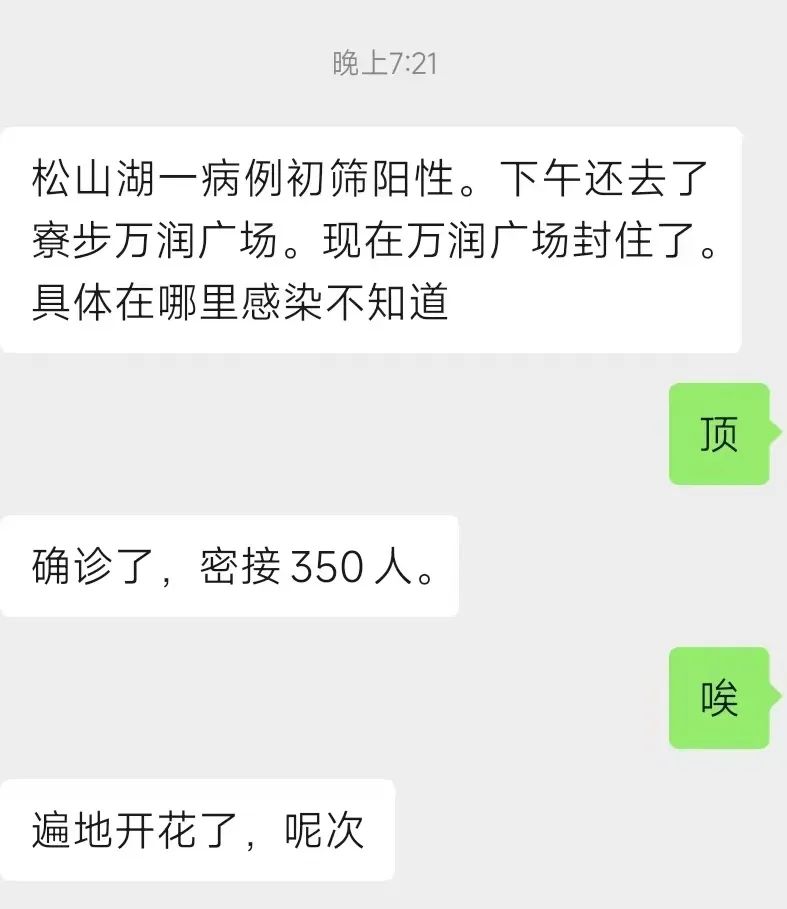 晚上7:21
松山湖一病例初筛阳性。下午还去了
寮步万润广场。现在万润广场封住了。
具体在哪里感染不知道
顶
确诊了，密接350人。
唉
遍地开花了，呢次